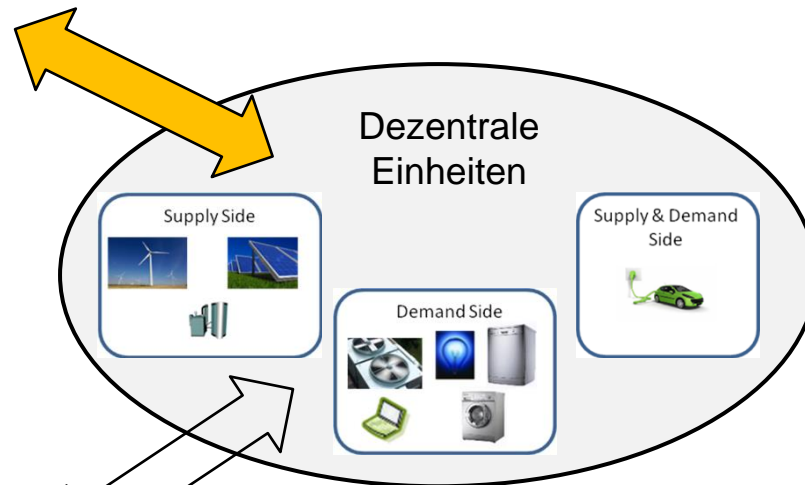 Dezentrale
Einheiten
Supply Side
Supply & Demand
Side
Demand Side